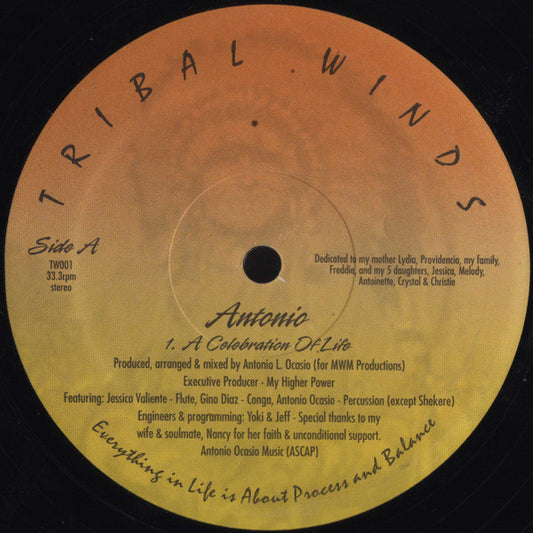 TRIBAL WINDS
Side A
TW001
33.3rpm
stereo
Dedicated to my mother Lydia, Providencia, my family,
Freddie, and my 5 daughters, Jessica, Melody,
Antoinette, Crystal & Christie
Antonio
1. A Celebration Of Life
Produced, arranged & mixed by Antonio L. Ocasio (for MWM Productions)
Executive Producer - My Higher Power
Featuring: Jessica Valiente - Flute, Gino Diaz - Conga, Antonio Ocasio - Percussion (except Shekere)
Engineers & programming: Yoki & Jeff - Special thanks to my
wife & soulmate, Nancy for her faith & unconditional support.
Antonio Ocasio Music (ASCAP)
Everything in Life is About Process and Balance